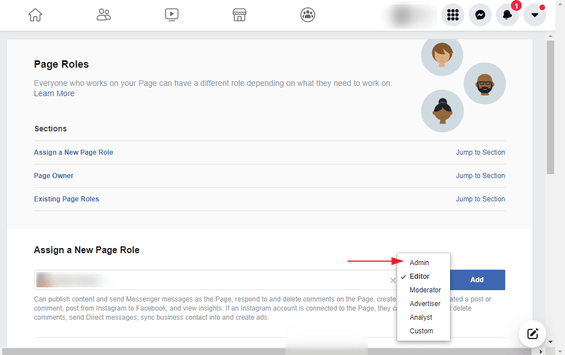 1
Page Roles
Everyone who works on your Page can have a different role depending on what they need to work on.
Learn More
Sections
Assign a New Page Role Jump to Section
Page Owner Jump to Section
Existing Page Roles Jump to Section
Assign a New Page Role
Admin
Editor
Moderator
Advertiser
Analyst
Custom
Add
Can publish content and send Messenger messages as the Page, respond to and delete comments on the Page, create ated a post or
comment, post from Instagram to Facebook, and view insights. If an Instagram account is connected to the Page, they c delete
comments, send Direct messages, sync business contact info and create ads.